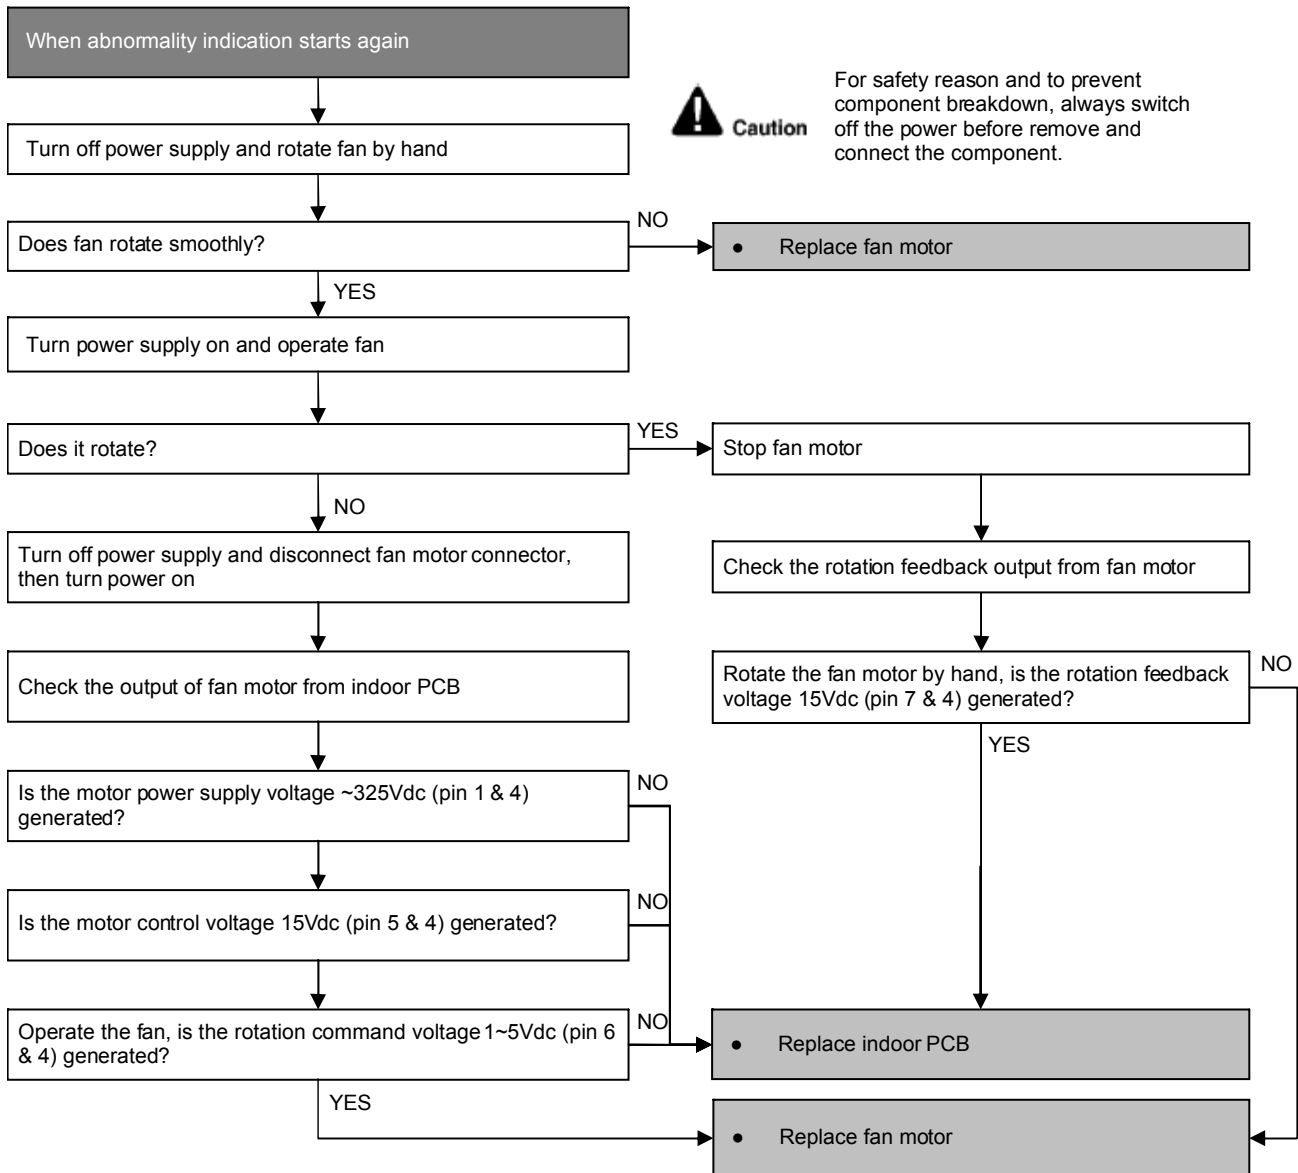 When abnormality indication starts again
For safety reason and to prevent
component breakdown, always switch
off the power before remove and
connect the component.
Caution
Turn off power supply and rotate fan by hand
Does fan rotate smoothly?
NO
● Replace fan motor
YES
Turn power supply on and operate fan
Does it rotate?
YES
Stop fan motor
NO
Turn off power supply and disconnect fan motor connector,
then turn power on
Check the rotation feedback output from fan motor
Check the output of fan motor from indoor PCB
Rotate the fan motor by hand, is the rotation feedback
voltage 15Vdc (pin 7 & 4) generated?
NO
YES
Is the motor power supply voltage ~325Vdc (pin 1 & 4)
generated?
NO
Is the motor control voltage 15Vdc (pin 5 & 4) generated?
NO
Operate the fan, is the rotation command voltage 1~5Vdc (pin 6
& 4) generated?
NO
● Replace indoor PCB
YES
● Replace fan motor